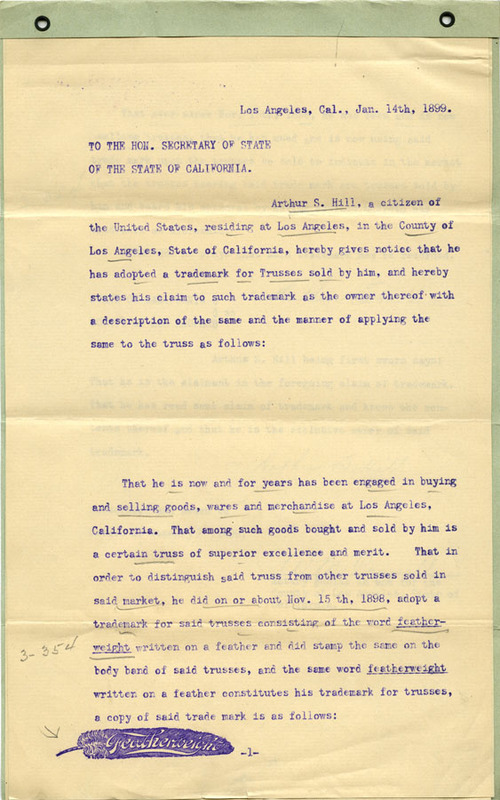 Los Angeles, Cal., Jan. 14th, 1899.
TO THE HON. SECRETARY OF STATE
OF THE STATE OF CALIFORNIA.
Arthur S. Hill, a citizen of
the United States, residing at Los Angeles, in the County of
Los Angeles, State of California, hereby gives notice that he
has adopted a trademark for Trusses sold by him, and hereby
states his claim to such trademark as the owner thereof with
a description of the same and the manner of applying the
same to the truss as follows:
That he is now and for years has been engaged in buying
and selling goods, wares and merchandise at Los Angeles,
California. That among such goods bought and sold by him is
a certain truss of superior excellence and merit. That in
order to distinguish said truss from other trusses sold in
said market, he did on or about Nov. 15 th, 1898, adopt a
trademark for said trusses consisting of the word feather-
weight written on a feather and did stamp the same on the
body band of said trusses, and the same word featherweight
written on a feather constitutes his trademark for trusses,
a copy of said trade mark is as follows:
3-354
Featherweight
-1-